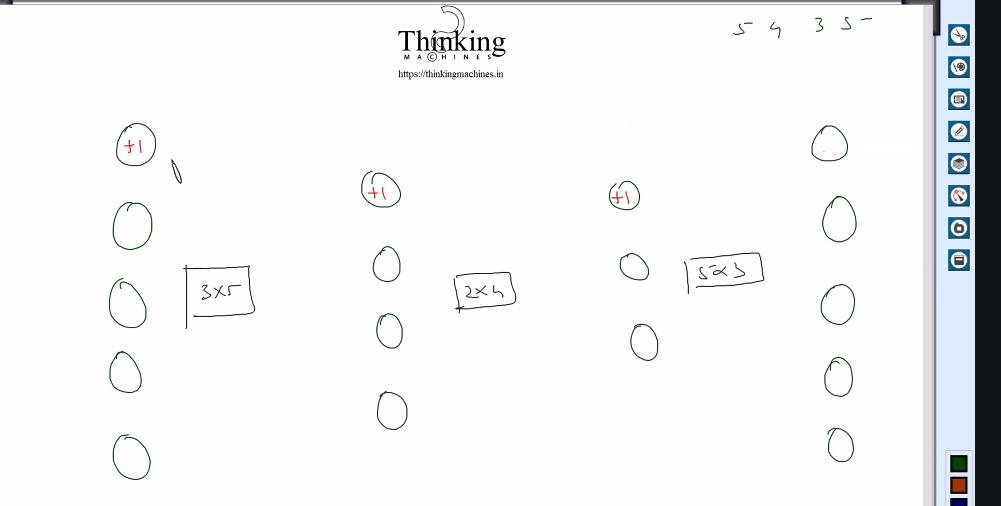 5 4 3 5
Thinking
MACHINES
https://thinkingmachines.in
+1
+1
+1
3x5
2x4
5x3